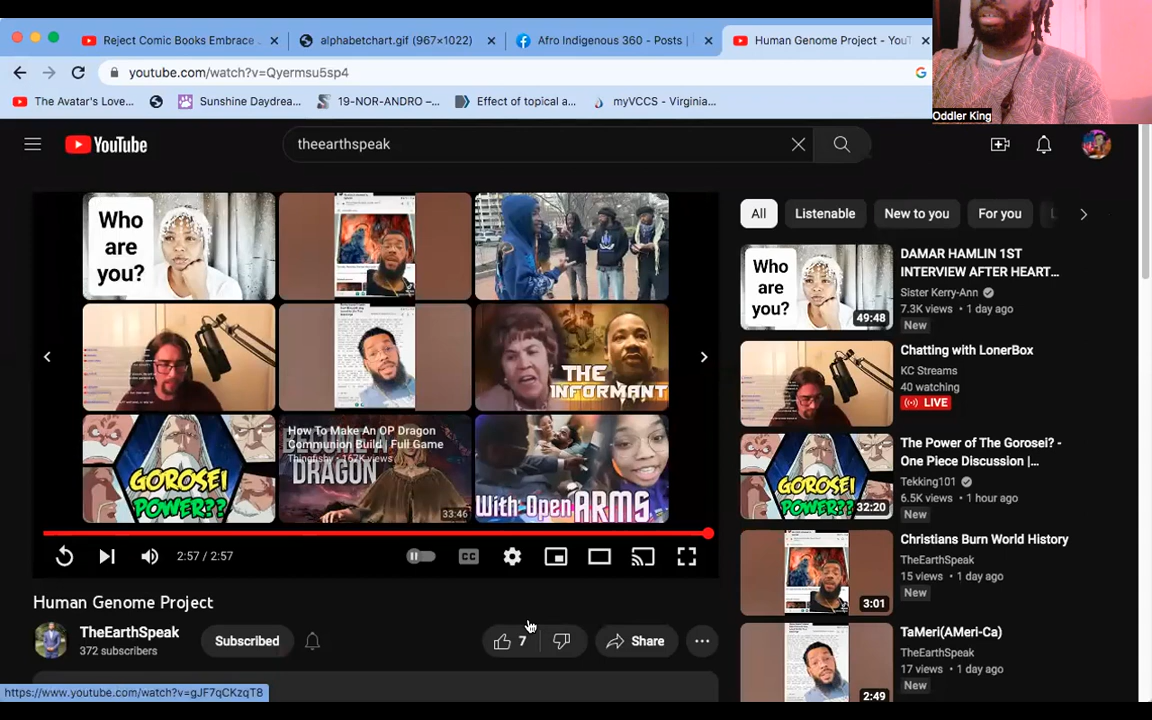 Reject Comic Books Embrace
alphabetchart.gif (967×1022)
Afro Indigenous 360 - Posts |
Human Genome Project - YouT
Oddler King
youtube.com/watch?v=Qyermsu5sp4
The Avatar's Love...
Sunshine Daydrea...
19-NOR-ANDRO –...
Effect of topical a...
myVCCS - Virginia...
YouTube
theearthspeak
Who are you?
THE INFORMANT
GOROSEI POWER??
How To Make An OP Dragon
Communion Build | Full Game
Thingfishy • 167K views
DRAGON
33:46
With Open ARMS
2:57 / 2:57
CC
Human Genome Project
TheEarthSpeak
372 subscribers
Subscribed
7
Share
https://www.youtube.com/watch?v=gJF7qCKzqT8
All
Listenable
New to you
For you
Who are you?
49:48
DAMAR HAMLIN 1ST
INTERVIEW AFTER HEART...
Sister Kerry-Ann
7.3K views • 1 day ago
New
Chatting with LonerBox
KC Streams
40 watching
LIVE
GOROSEI POWER??
32:20
The Power of The Gorosei? -
One Piece Discussion |...
Tekking101
6.5K views • 1 hour ago
New
3:01
Christians Burn World History
TheEarthSpeak
15 views • 1 day ago
New
2:49
TaMeri(AMeri-Ca)
TheEarthSpeak
17 views • 1 day ago
New